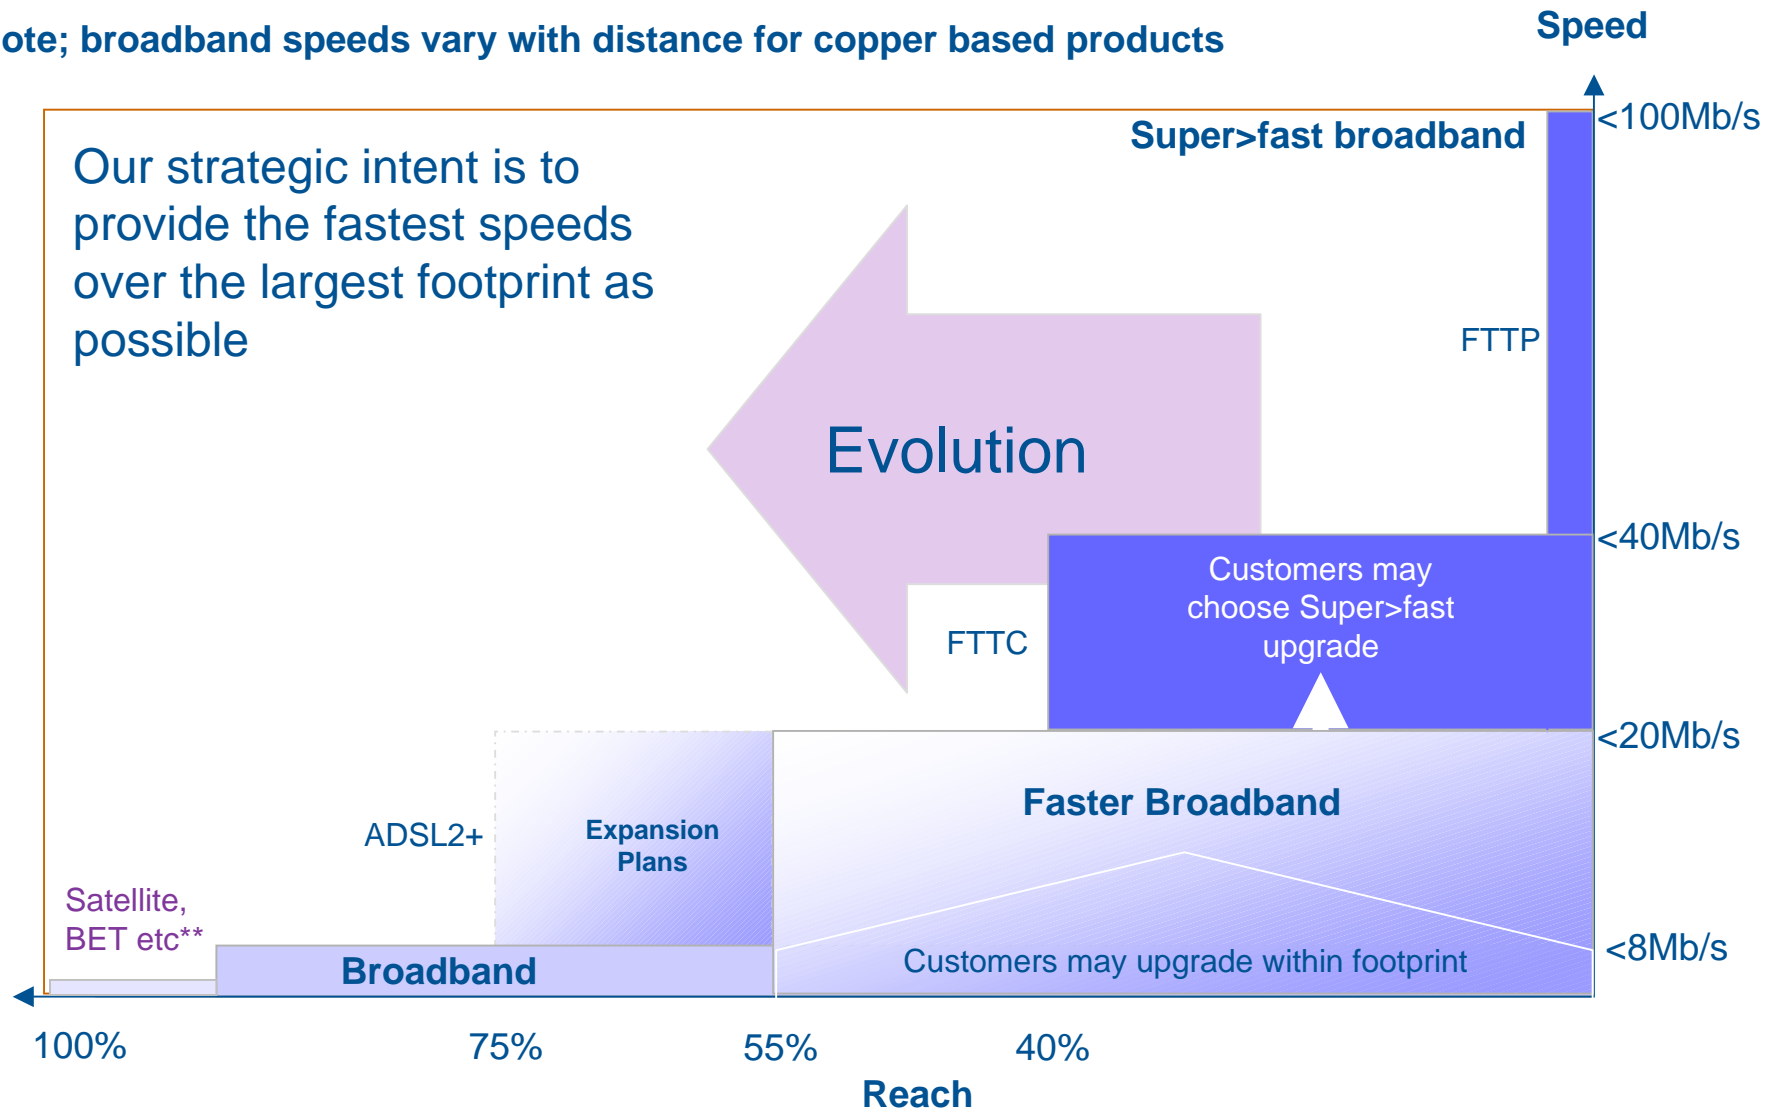 ote; broadband speeds vary with distance for copper based products
Speed
<100Mb/s
Super>fast broadband
Our strategic intent is to
provide the fastest speeds
over the largest footprint as
possible
FTTP
Evolution
<40Mb/s
Customers may
choose Super>fast
upgrade
FTTC
<20Mb/s
Faster Broadband
ADSL2+
Expansion
Plans
Satellite,
BET etc**
<8Mb/s
Broadband
Customers may upgrade within footprint
100%
75%
55%
40%
Reach